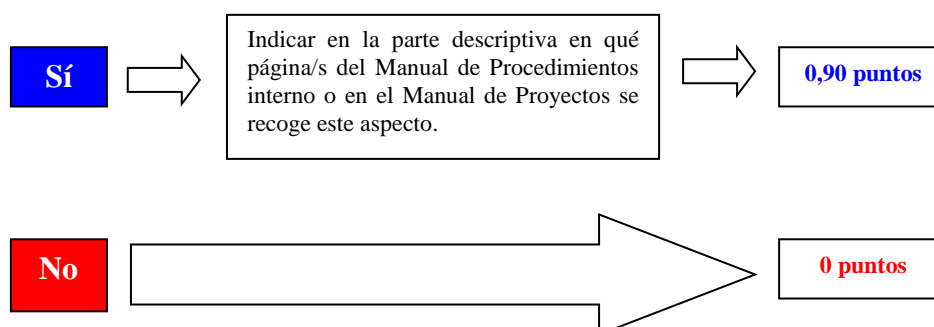 Sí
Indicar en la parte descriptiva en qué
página/s del Manual de Procedimientos
interno o en el Manual de Proyectos se
recoge este aspecto.
0,90 puntos
No
0 puntos